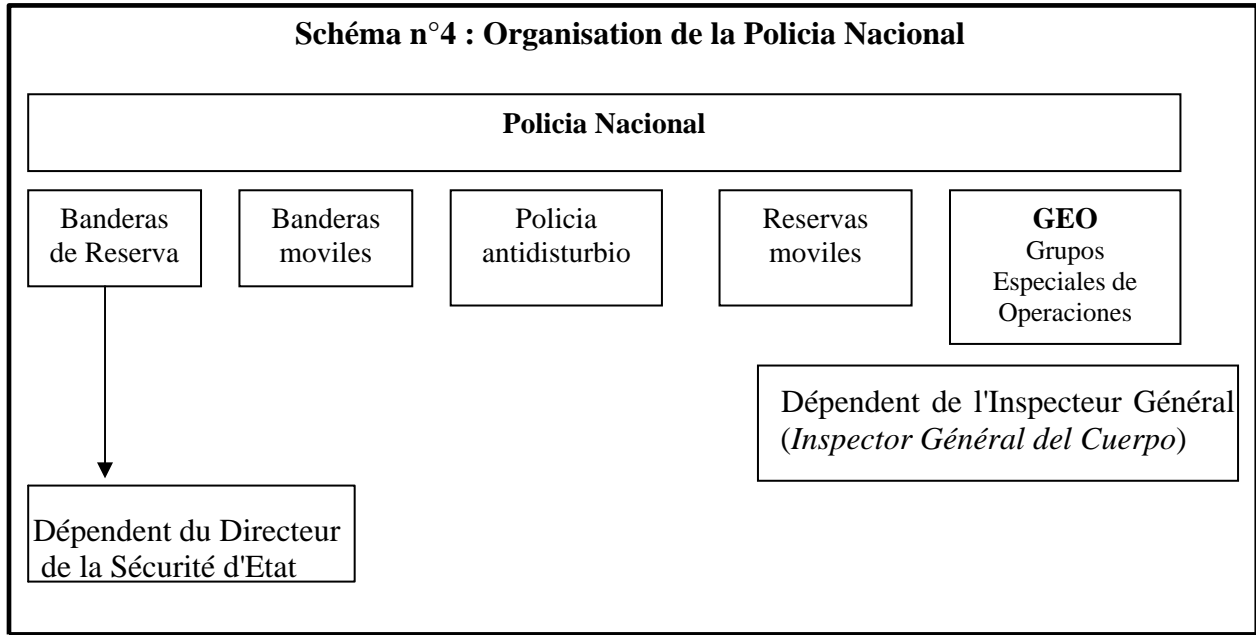 Schéma n°4 : Organisation de la Policia Nacional
Policia Nacional
Banderas
de Reserva
Banderas
moviles
Policia
antidisturbio
Reservas
moviles
GEO
Grupos
Especiales de
Operaciones
Dépendent de l'Inspecteur Général
(Inspector Général del Cuerpo)
Dépendent du Directeur
de la Sécurité d'Etat